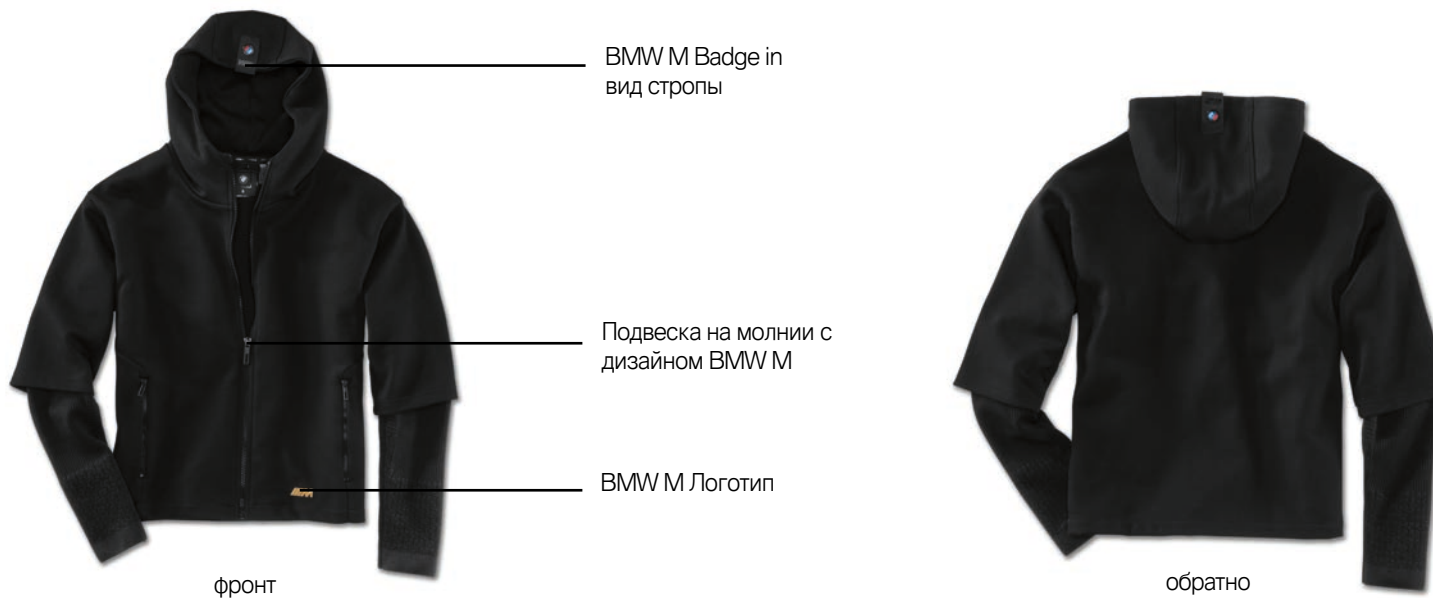 BMW M Badge in
вид стропы
Подвеска на молнии с
дизайном BMW M
BMW M Логотип
фронт
обратно